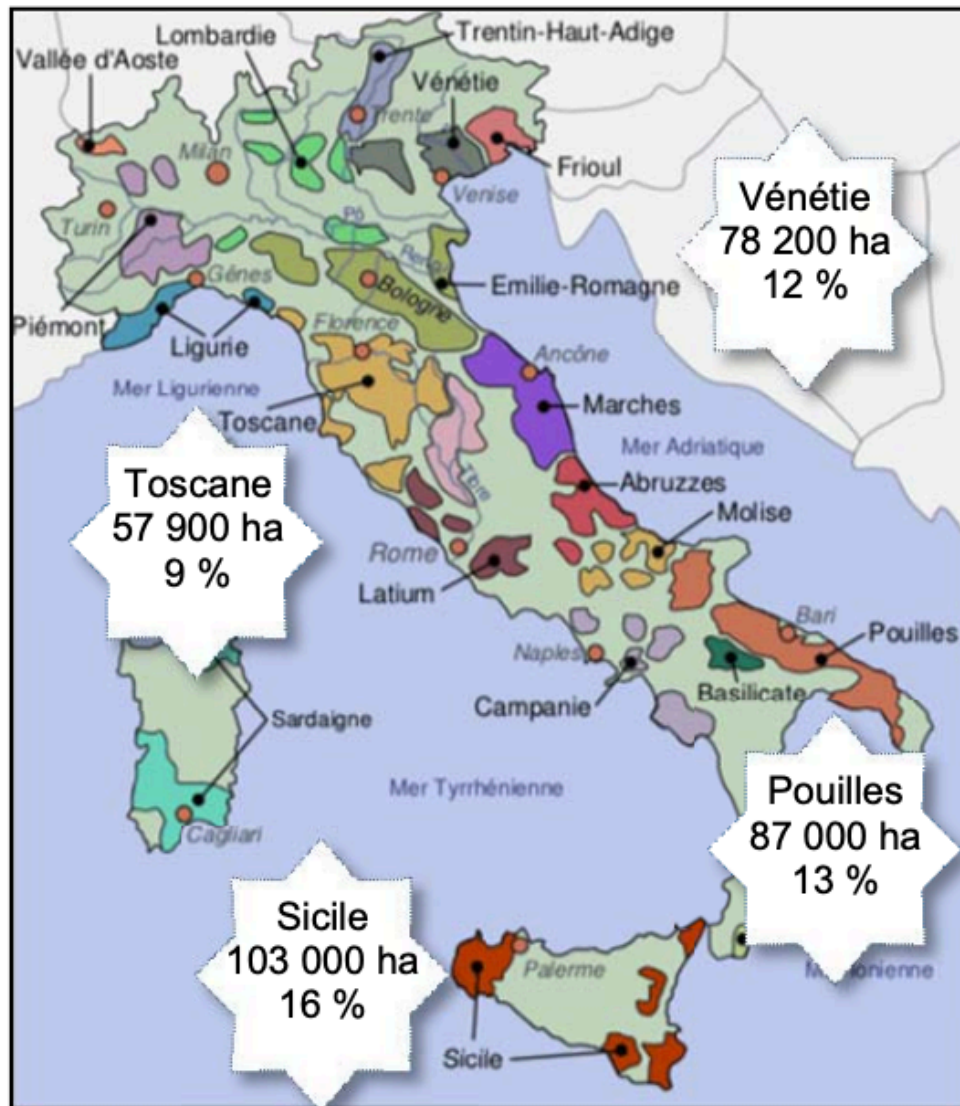 Trentin-Haut-Adige
Lombardie
Vallée d'Aoste
Vénétie
Trente
Milan
Frioul
Venise
Turin
Pô
Reno
Gênes
Bologne
Emilie-Romagne
Piémont
Florence
Ligurie
Ancône
Mer Ligurienne
Marches
Toscane
Mer Adriatique
Vénétie
78 200 ha
12 %
Toscane
57 900 ha
9 %
Tibre
Abruzzes
Molise
Rome
Latium
Bari
Naples
Pouilles
Basilicate
Campanie
Sardaigne
Mer Tyrrhénienne
Cagliari
Pouilles
87 000 ha
13 %
Sicile
103 000 ha
16 %
Palerme
Sicile